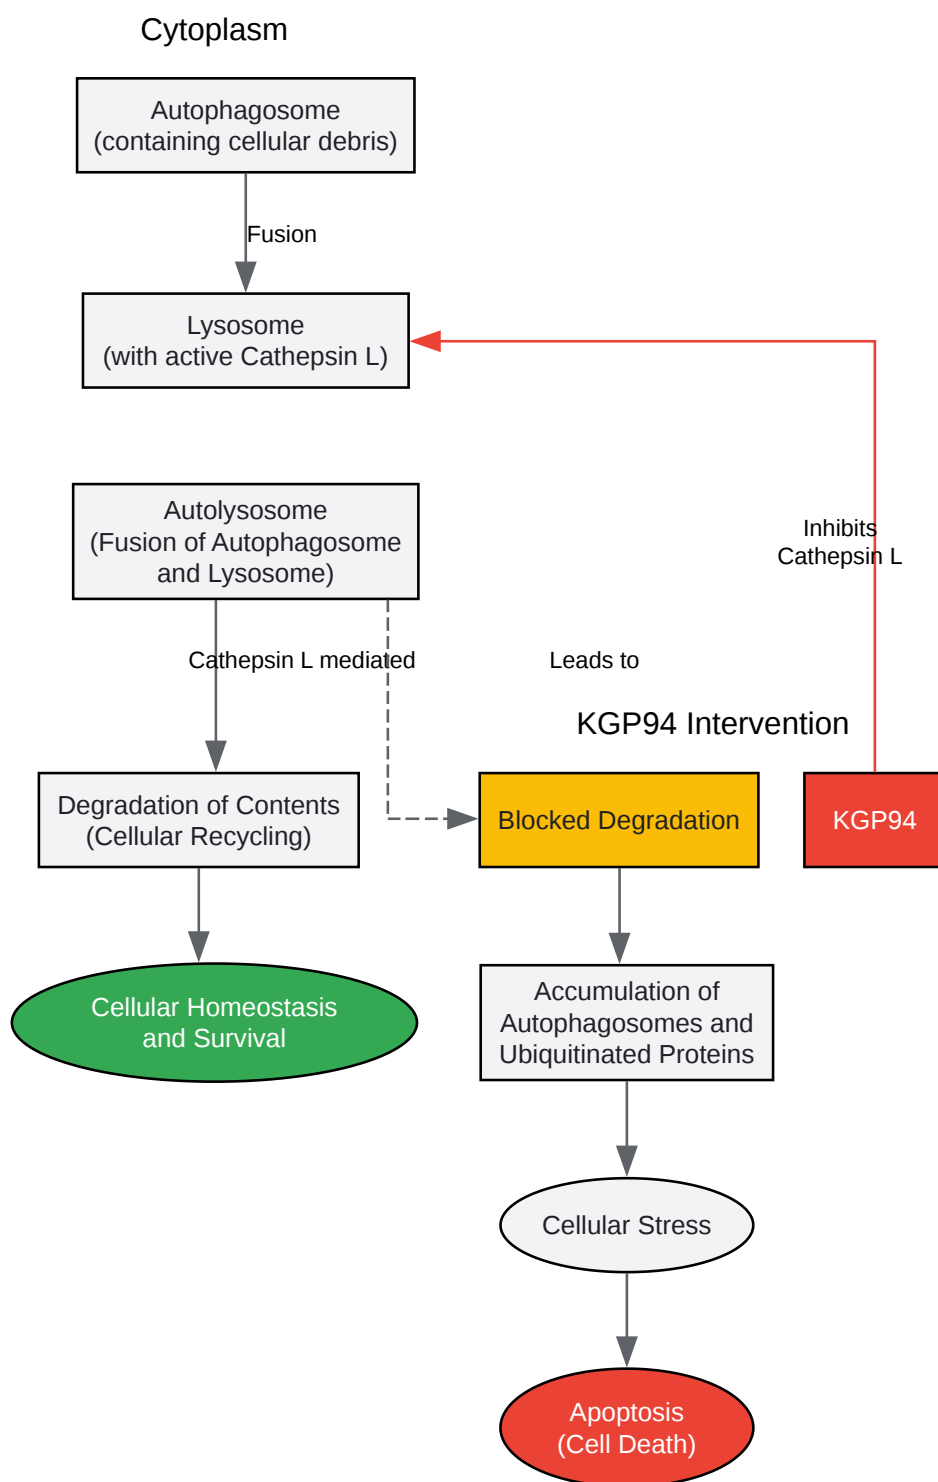 Cytoplasm
Autophagosome
(containing cellular debris)
Fusion
Lysosome
(with active Cathepsin L)
Autolysosome
(Fusion of Autophagosome
and Lysosome)
Inhibits
Cathepsin L
Cathepsin L mediated
Leads to
KGP94 Intervention
Degradation of Contents
(Cellular Recycling)
Blocked Degradation
KGP94
Cellular Homeostasis
and Survival
Accumulation of
Autophagosomes and
Ubiquitinated Proteins
Cellular Stress
Apoptosis
(Cell Death)